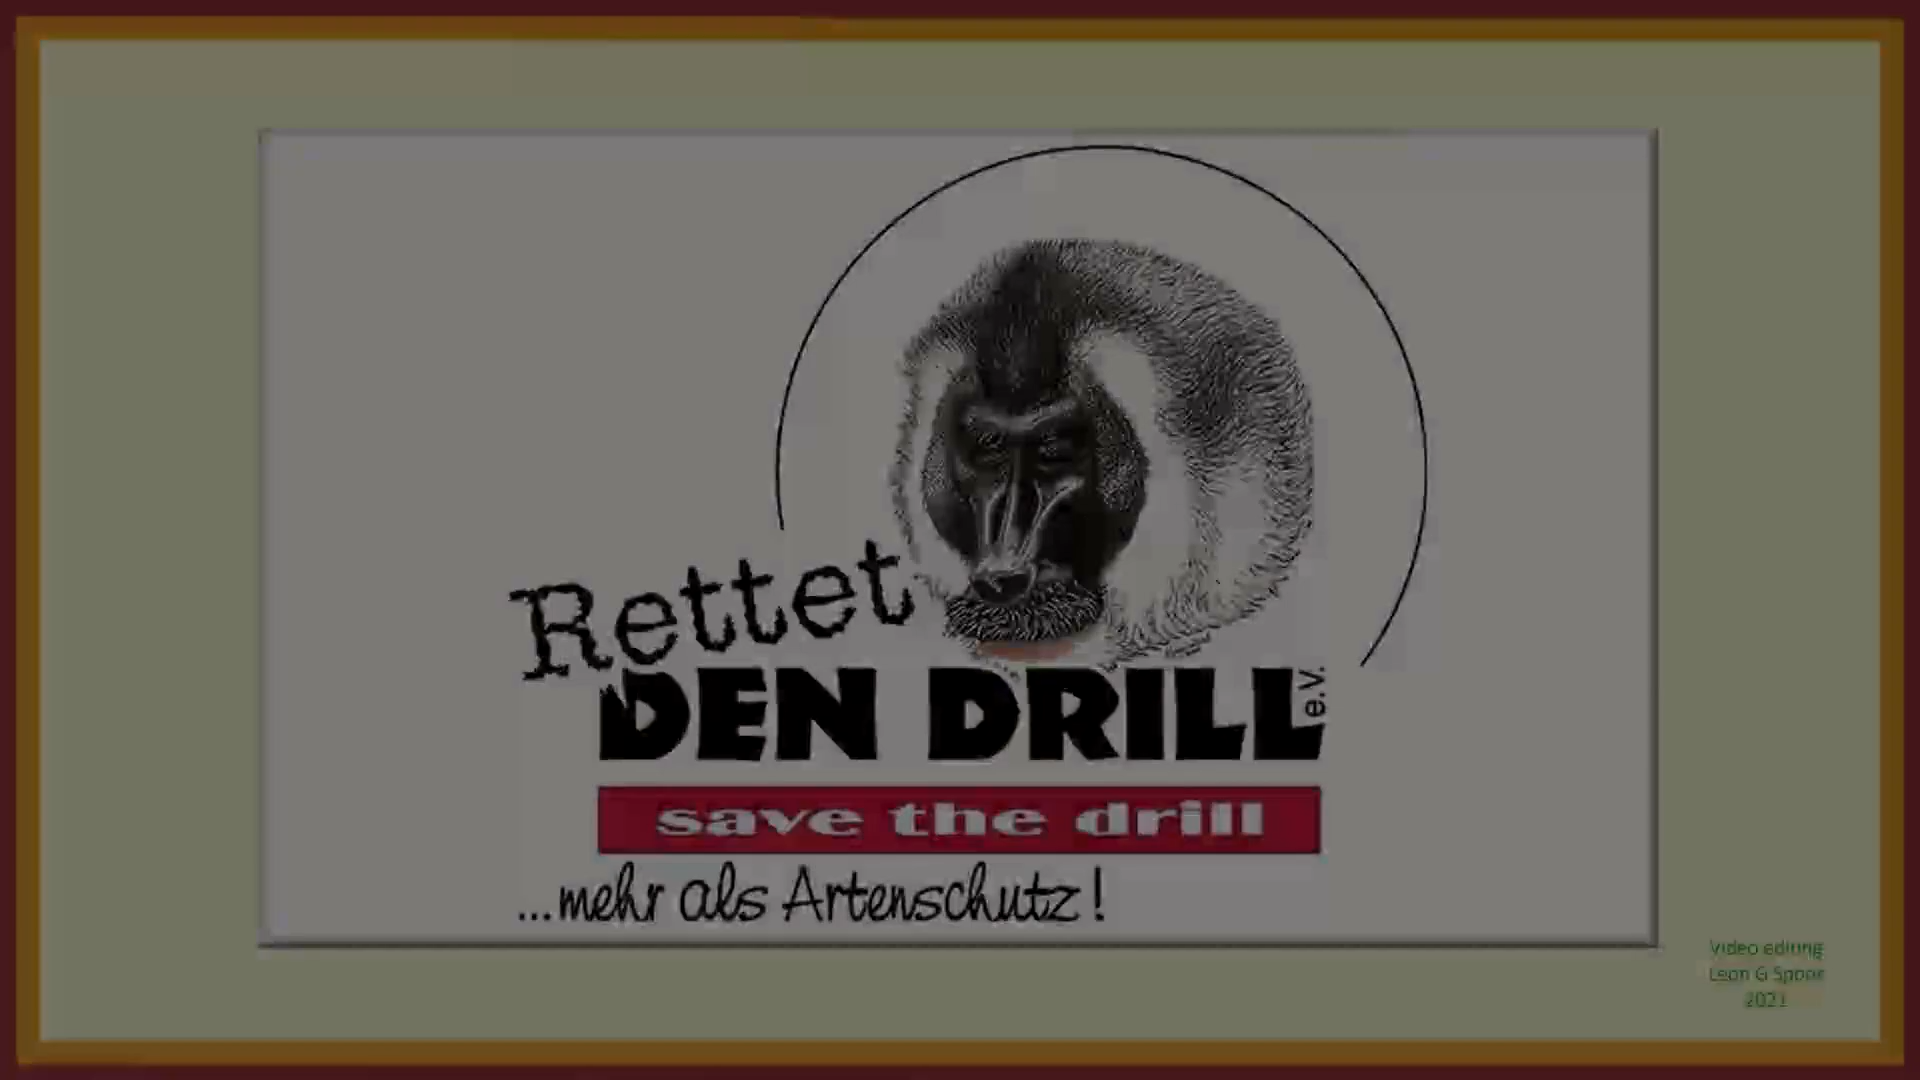 Rettet
DEN DRILL e.V.
save the drill
...mehr als Artenschutz!
Video editing
Leon G Spoor
2021